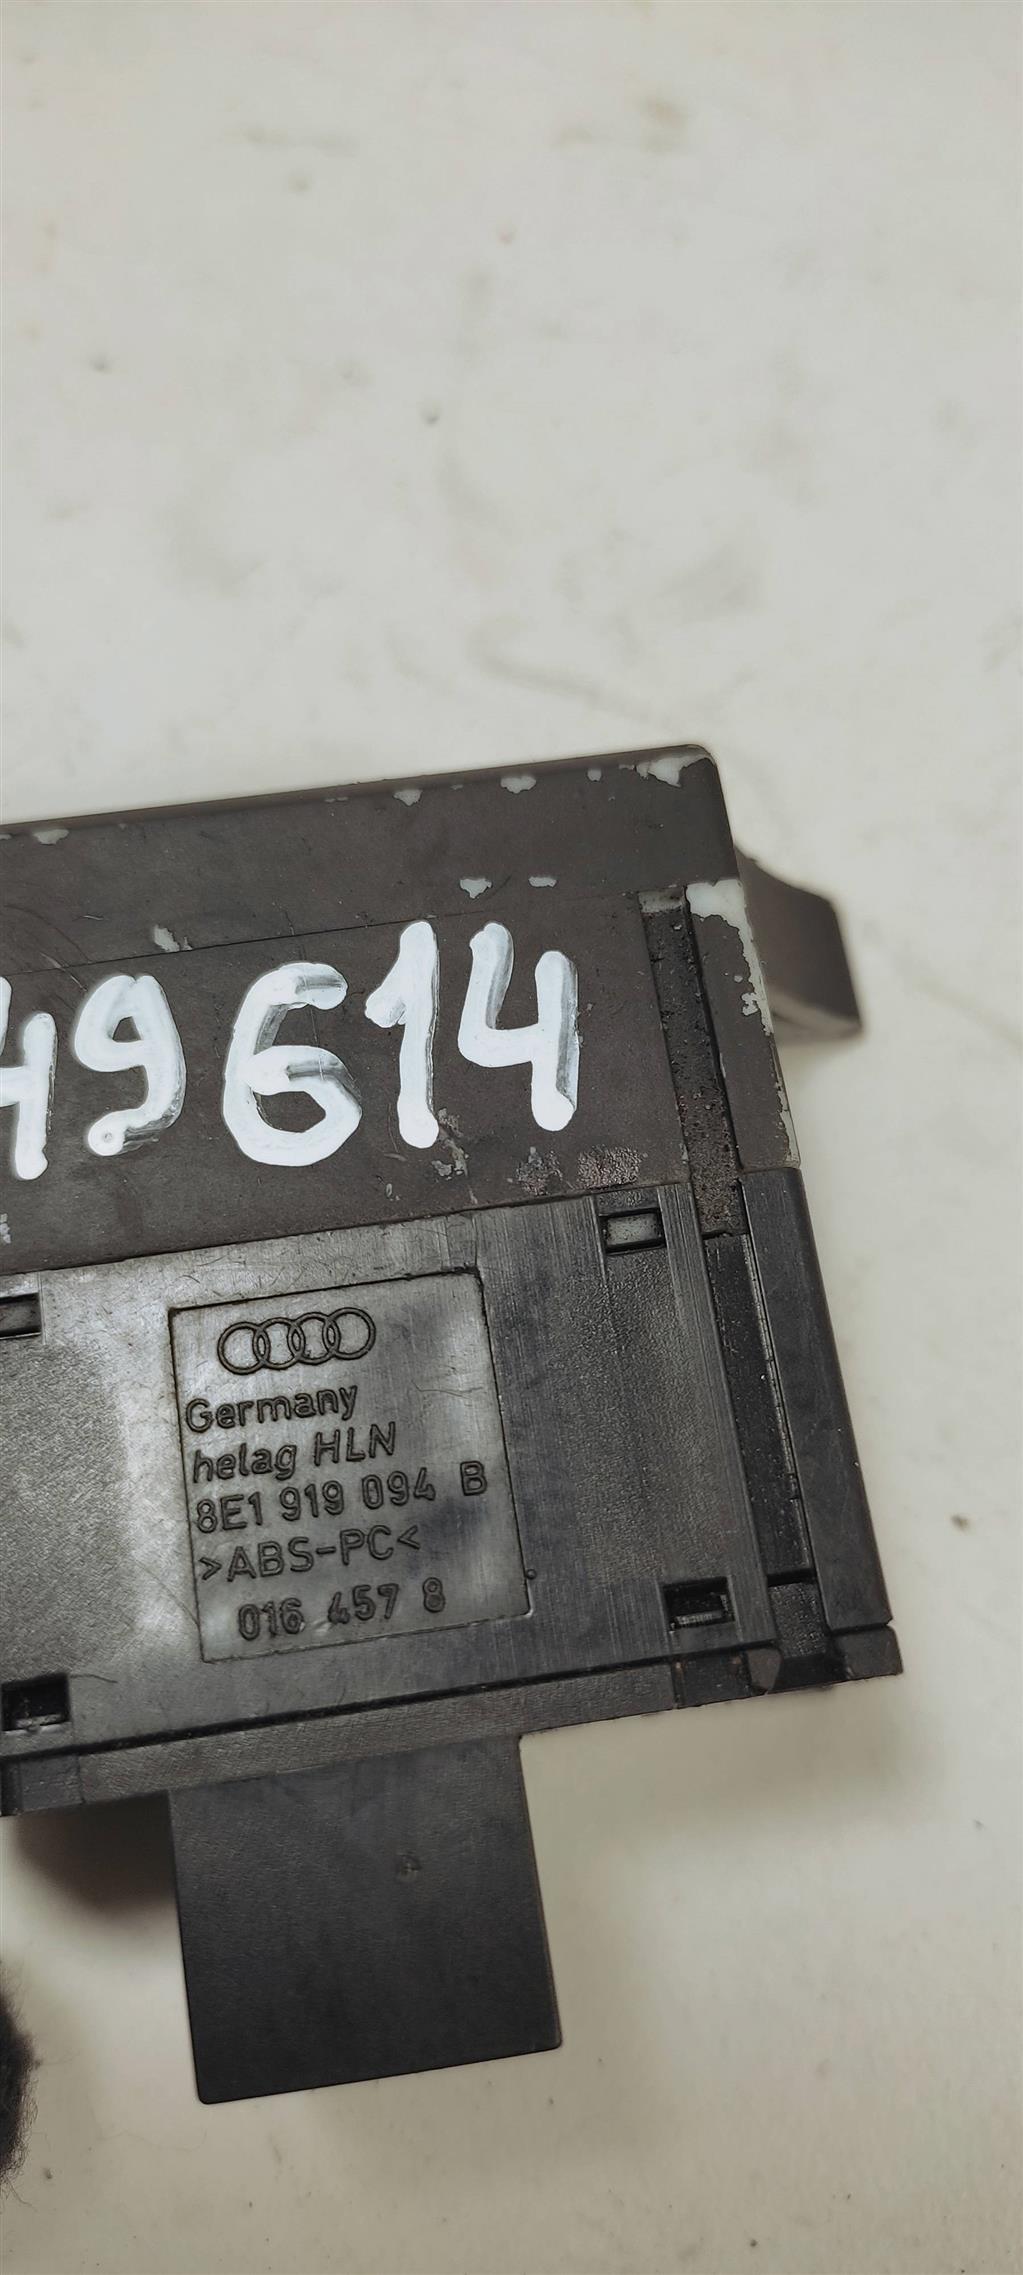 49614
Germany
helag HLN
8E1 919 094 B
>ABS-PC<
016 457 8